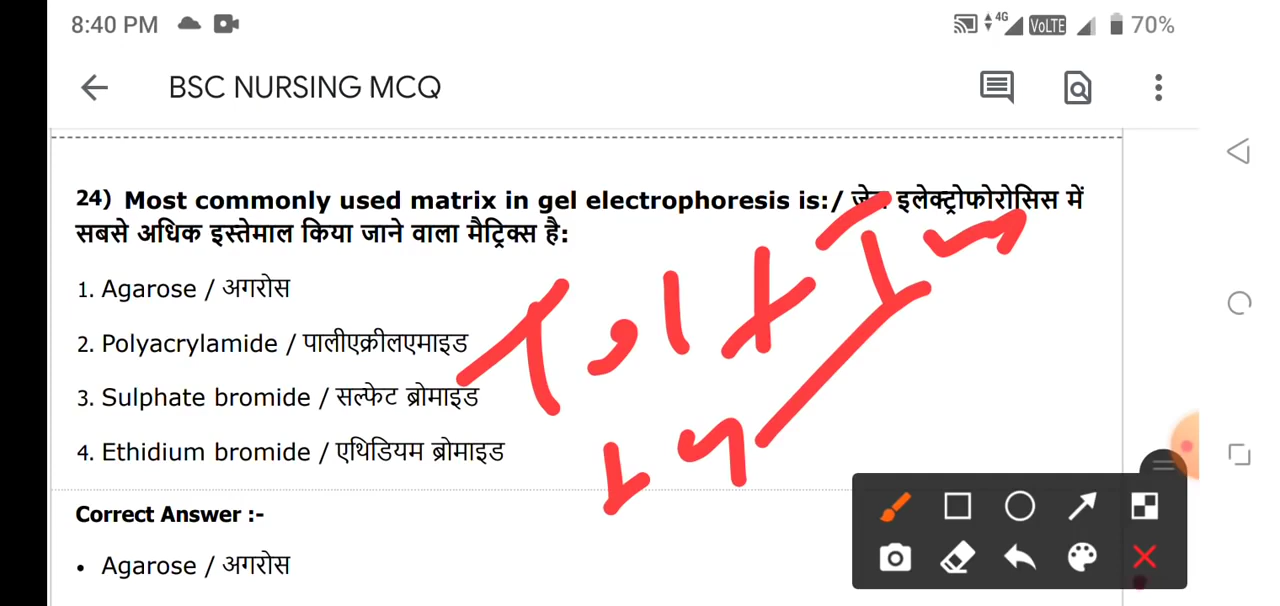 8:40 PM 4G VoLTE 70%
BSC NURSING MCQ
24) Most commonly used matrix in gel electrophoresis is:/ जेल इलेक्ट्रोफोरोसिस में
सबसे अधिक इस्तेमाल किया जाने वाला मैट्रिक्स है:
1. Agarose / अगरोस
2. Polyacrylamide / पालीएक्रीलएमाइड
3. Sulphate bromide / सल्फेट ब्रोमाइड
4. Ethidium bromide / एथिडियम ब्रोमाइड
Correct Answer :-
• Agarose / अगरोस